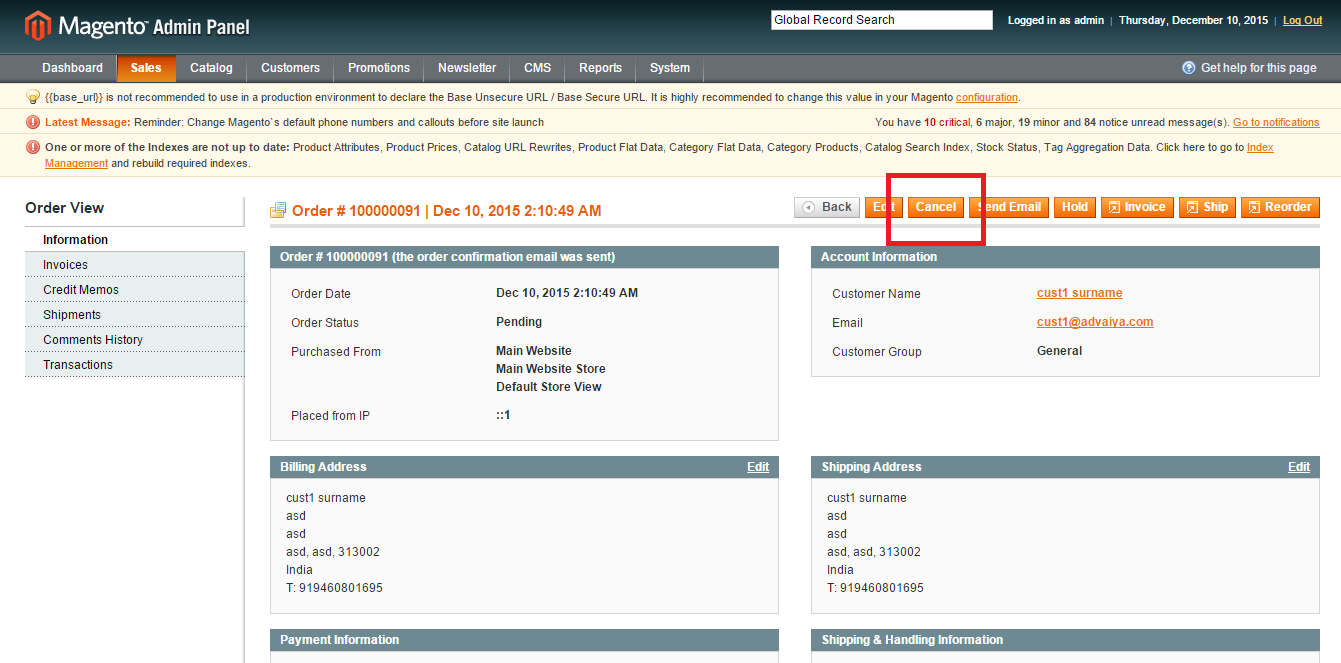 Magento™ Admin Panel
Global Record Search
Logged in as admin | Thursday, December 10, 2015 | Log Out
Dashboard Sales Catalog Customers Promotions Newsletter CMS Reports System Get help for this page
{{base_url}} is not recommended to use in a production environment to declare the Base Unsecure URL / Base Secure URL. It is highly recommended to change this value in your Magento configuration.
Latest Message: Reminder: Change Magento`s default phone numbers and callouts before site launch
You have 10 critical, 6 major, 19 minor and 84 notice unread message(s). Go to notifications
One or more of the Indexes are not up to date: Product Attributes, Product Prices, Catalog URL Rewrites, Product Flat Data, Category Flat Data, Category Products, Catalog Search Index, Stock Status, Tag Aggregation Data. Click here to go to Index
Management and rebuild required indexes.
Order View
Information
Invoices
Credit Memos
Shipments
Comments History
Transactions
Order # 100000091 | Dec 10, 2015 2:10:49 AM
Back Edit Cancel Send Email Hold Invoice Ship Reorder
Order # 100000091 (the order confirmation email was sent)
Order Date Dec 10, 2015 2:10:49 AM
Order Status Pending
Purchased From Main Website
Main Website Store
Default Store View
Placed from IP ::1
Account Information
Customer Name cust1 surname
Email cust1@advaiya.com
Customer Group General
Billing Address Edit
cust1 surname
asd
asd
asd, asd, 313002
India
T: 919460801695
Shipping Address Edit
cust1 surname
asd
asd
asd, asd, 313002
India
T: 919460801695
Payment Information
Shipping & Handling Information